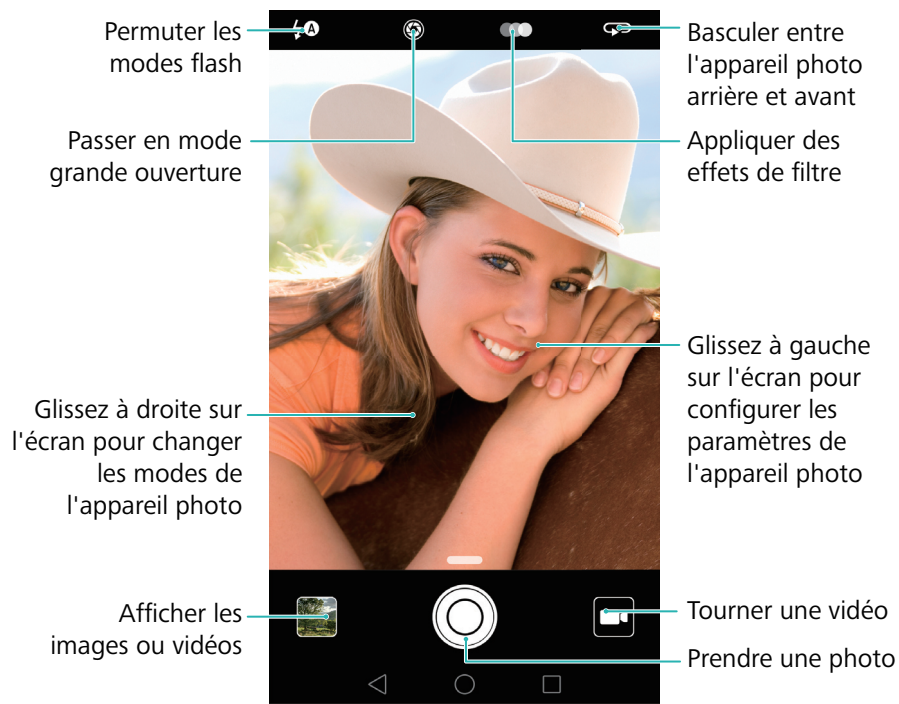 Permuter les
modes flash
Passer en mode
grande ouverture
Glissez à droite sur
l'écran pour changer
les modes de
l'appareil photo
Afficher les
images ou vidéos
A
Basculer entre
l'appareil photo
arrière et avant
Appliquer des
effets de filtre
Glissez à gauche
sur l'écran pour
configurer les
paramètres de
l'appareil photo
Tourner une vidéo
Prendre une photo